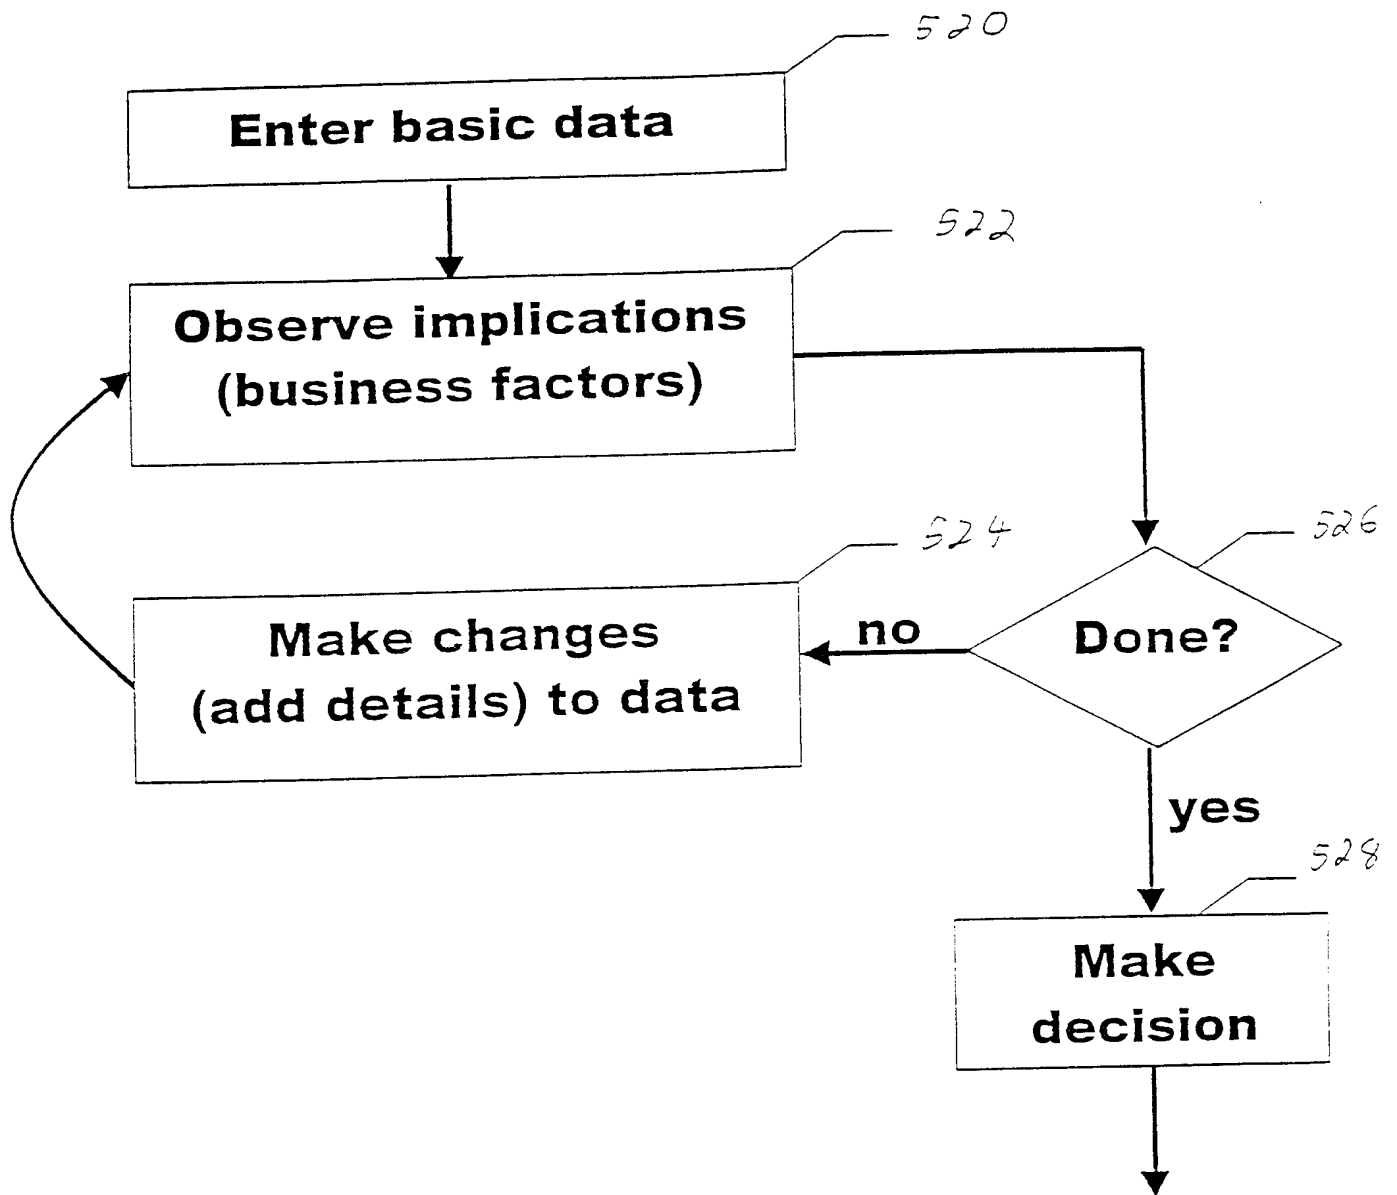 520
Enter basic data
522
Observe implications
(business factors)
524
526
Make changes
(add details) to data
no
Done?
yes
528
Make
decision